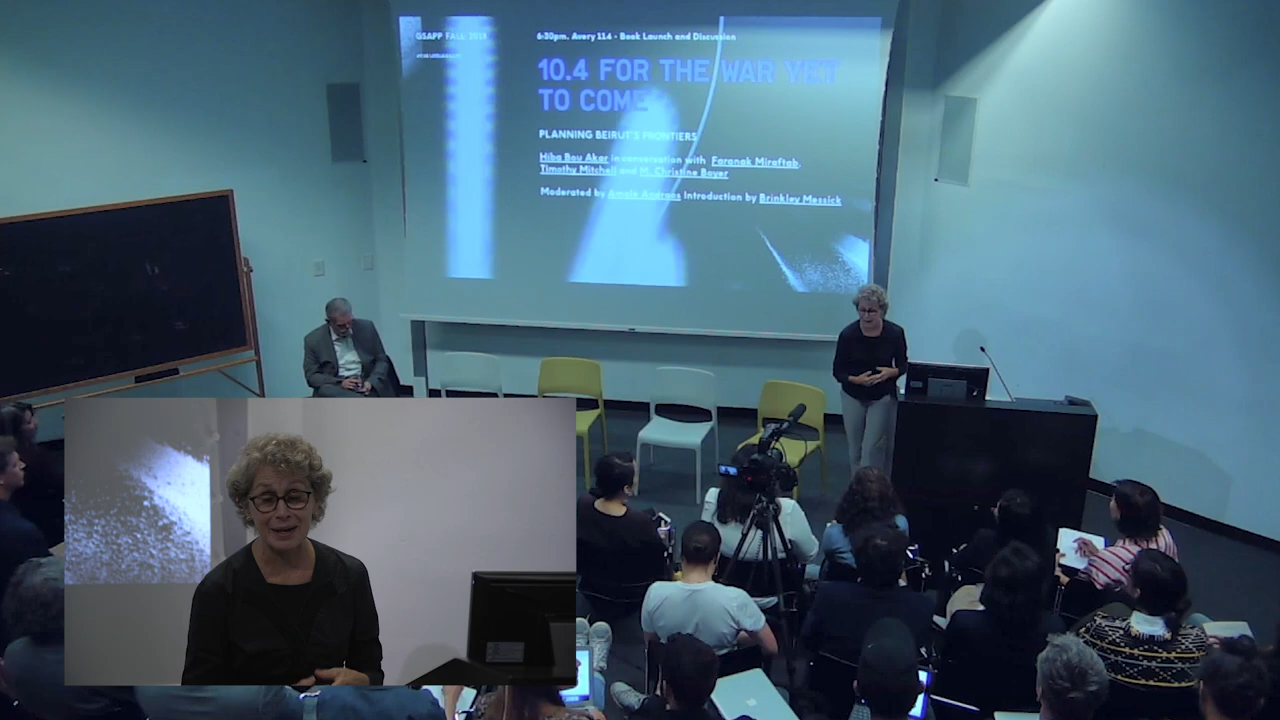 GSAPP FALL 2018
6:30pm, Avery 114 - Book Launch and Discussion
10.4 FOR THE WAR YET
TO COME
PLANNING BEIRUT'S FRONTIERS
Hiba Bou Akar in conversation with Faranak Miraftab,
Timothy Mitchell and M. Christine Boyer
Moderated by Amale Andraos Introduction by Brinkley Messick